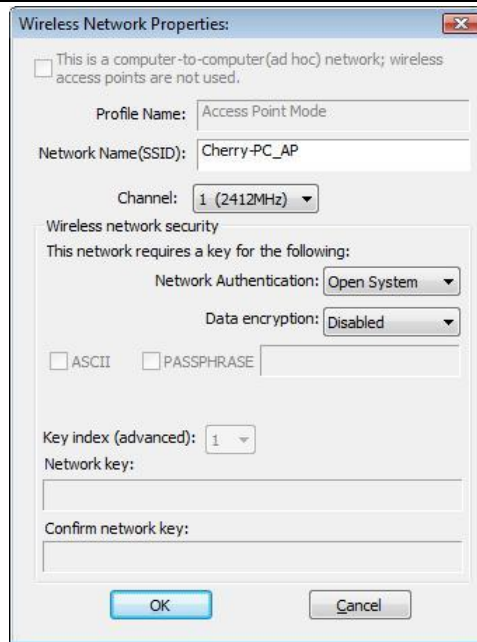 Wireless Network Properties:
This is a computer-to-computer(ad hoc) network; wireless
access points are not used.
Profile Name: Access Point Mode
Network Name(SSID): Cherry-PC_AP
Channel: 1 (2412MHz)
Wireless network security
This network requires a key for the following:
Network Authentication: Open System
Data encryption: Disabled
ASCII PASSPHRASE
Key index (advanced): 1
Network key:
Confirm network key:
OK Cancel